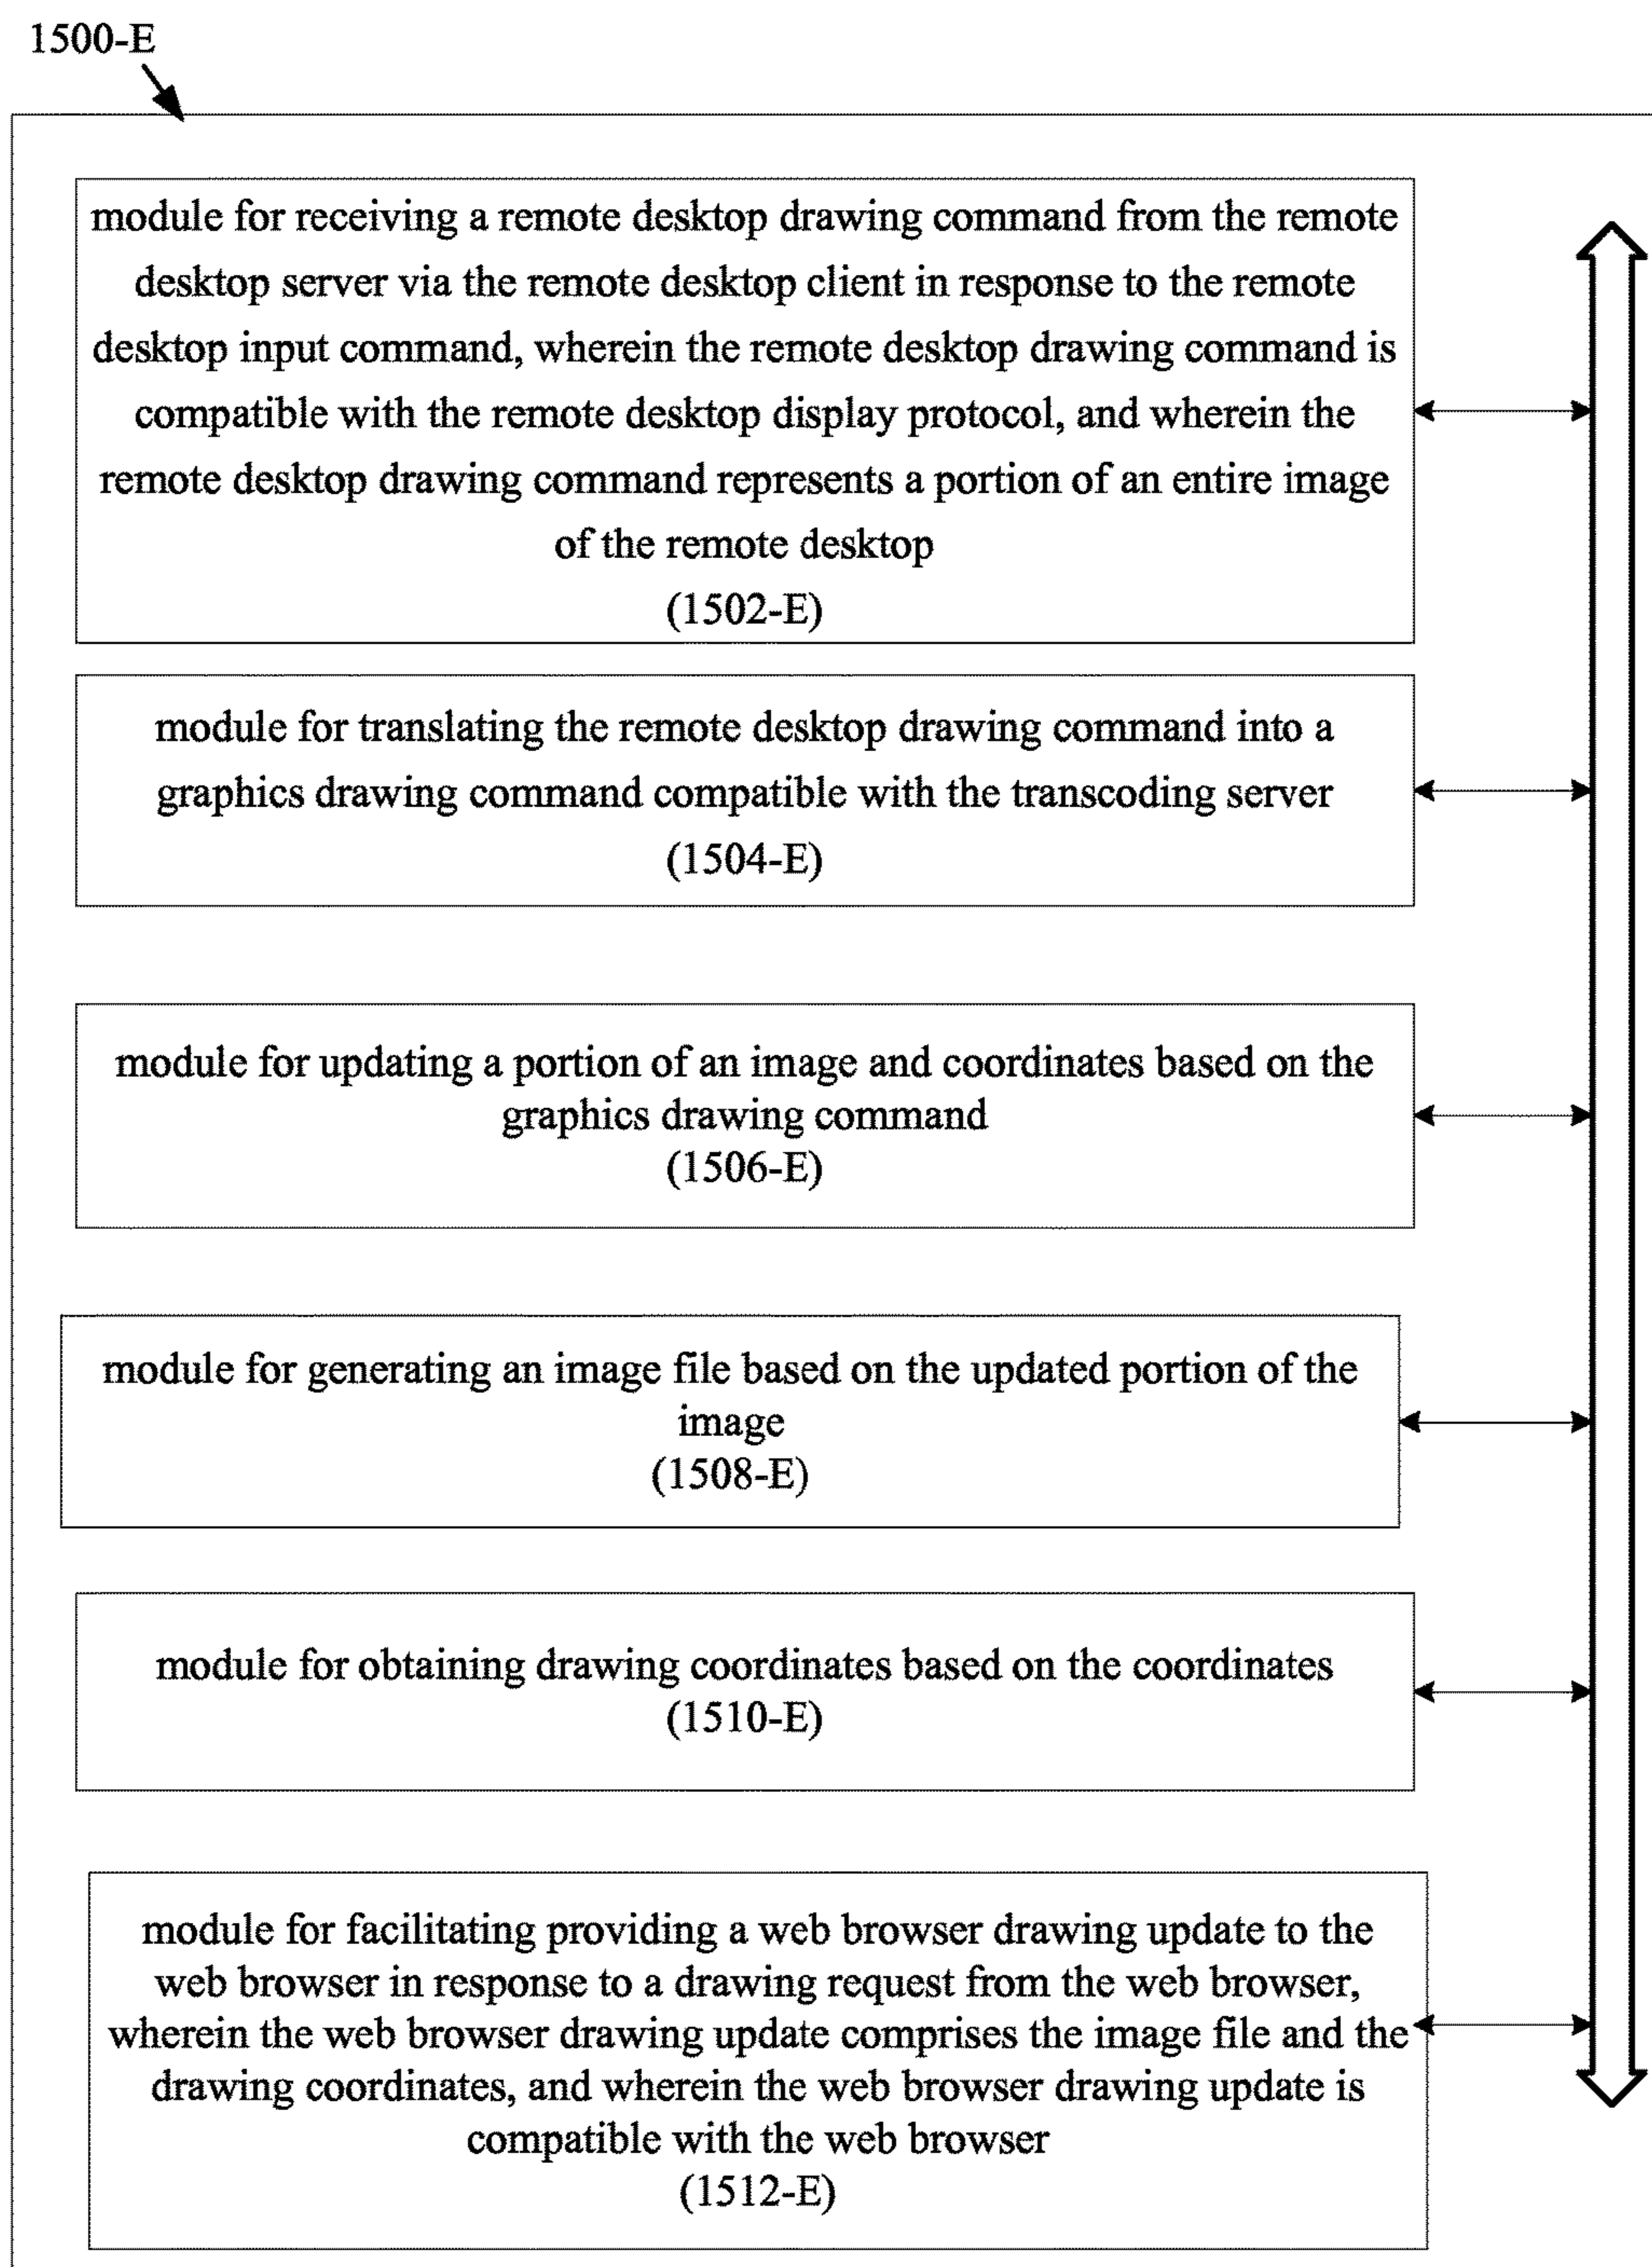 1500-E
module for receiving a remote desktop drawing command from the remote
desktop server via the remote desktop client in response to the remote
desktop input command, wherein the remote desktop drawing command is
compatible with the remote desktop display protocol, and wherein the
remote desktop drawing command represents a portion of an entire image
of the remote desktop
(1502-E)
module for translating the remote desktop drawing command into a
graphics drawing command compatible with the transcoding server
(1504-E)
module for updating a portion of an image and coordinates based on the
graphics drawing command
(1506-E)
module for generating an image file based on the updated portion of the
image
(1508-E)
module for obtaining drawing coordinates based on the coordinates
(1510-E)
module for facilitating providing a web browser drawing update to the
web browser in response to a drawing request from the web browser,
wherein the web browser drawing update comprises the image file and the
drawing coordinates, and wherein the web browser drawing update is
compatible with the web browser
(1512-E)